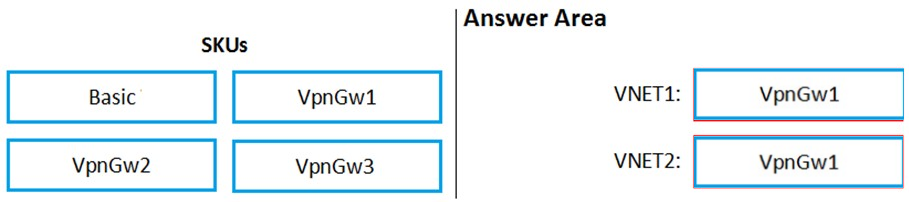 SKUs
Basic
VpnGw1
VpnGw2
VpnGw3
Answer Area
VNET1:
VpnGw1
VNET2:
VpnGw1